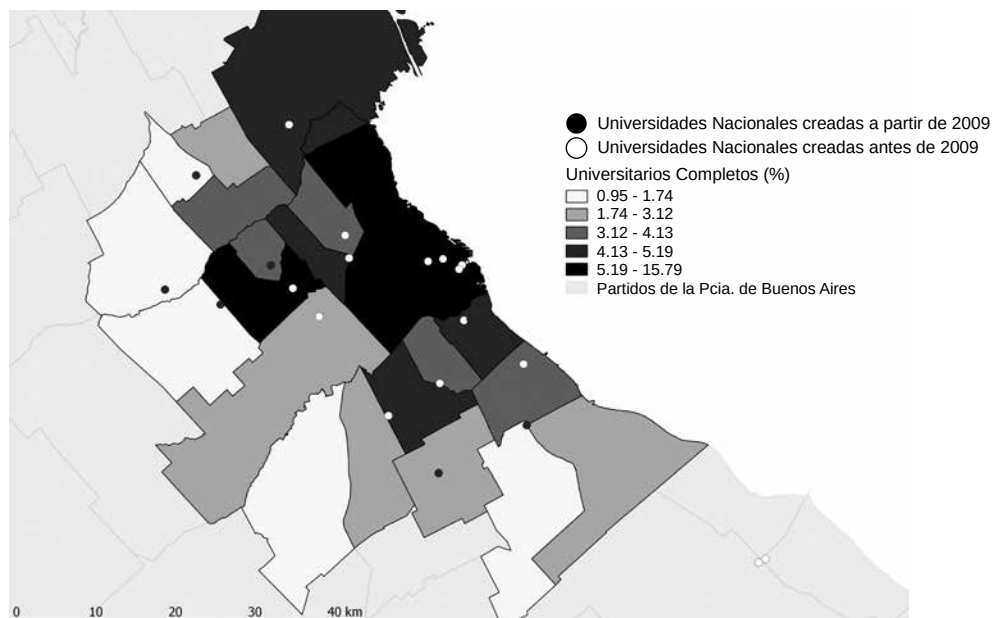 Universidades Nacionales creadas a partir de 2009
Universidades Nacionales creadas antes de 2009
Universitarios Completos (%)
0.95 - 1.74
1.74 - 3.12
3.12 - 4.13
4.13 - 5.19
5.19 - 15.79
Partidos de la Pcia. de Buenos Aires
0 10 20 30 40 km